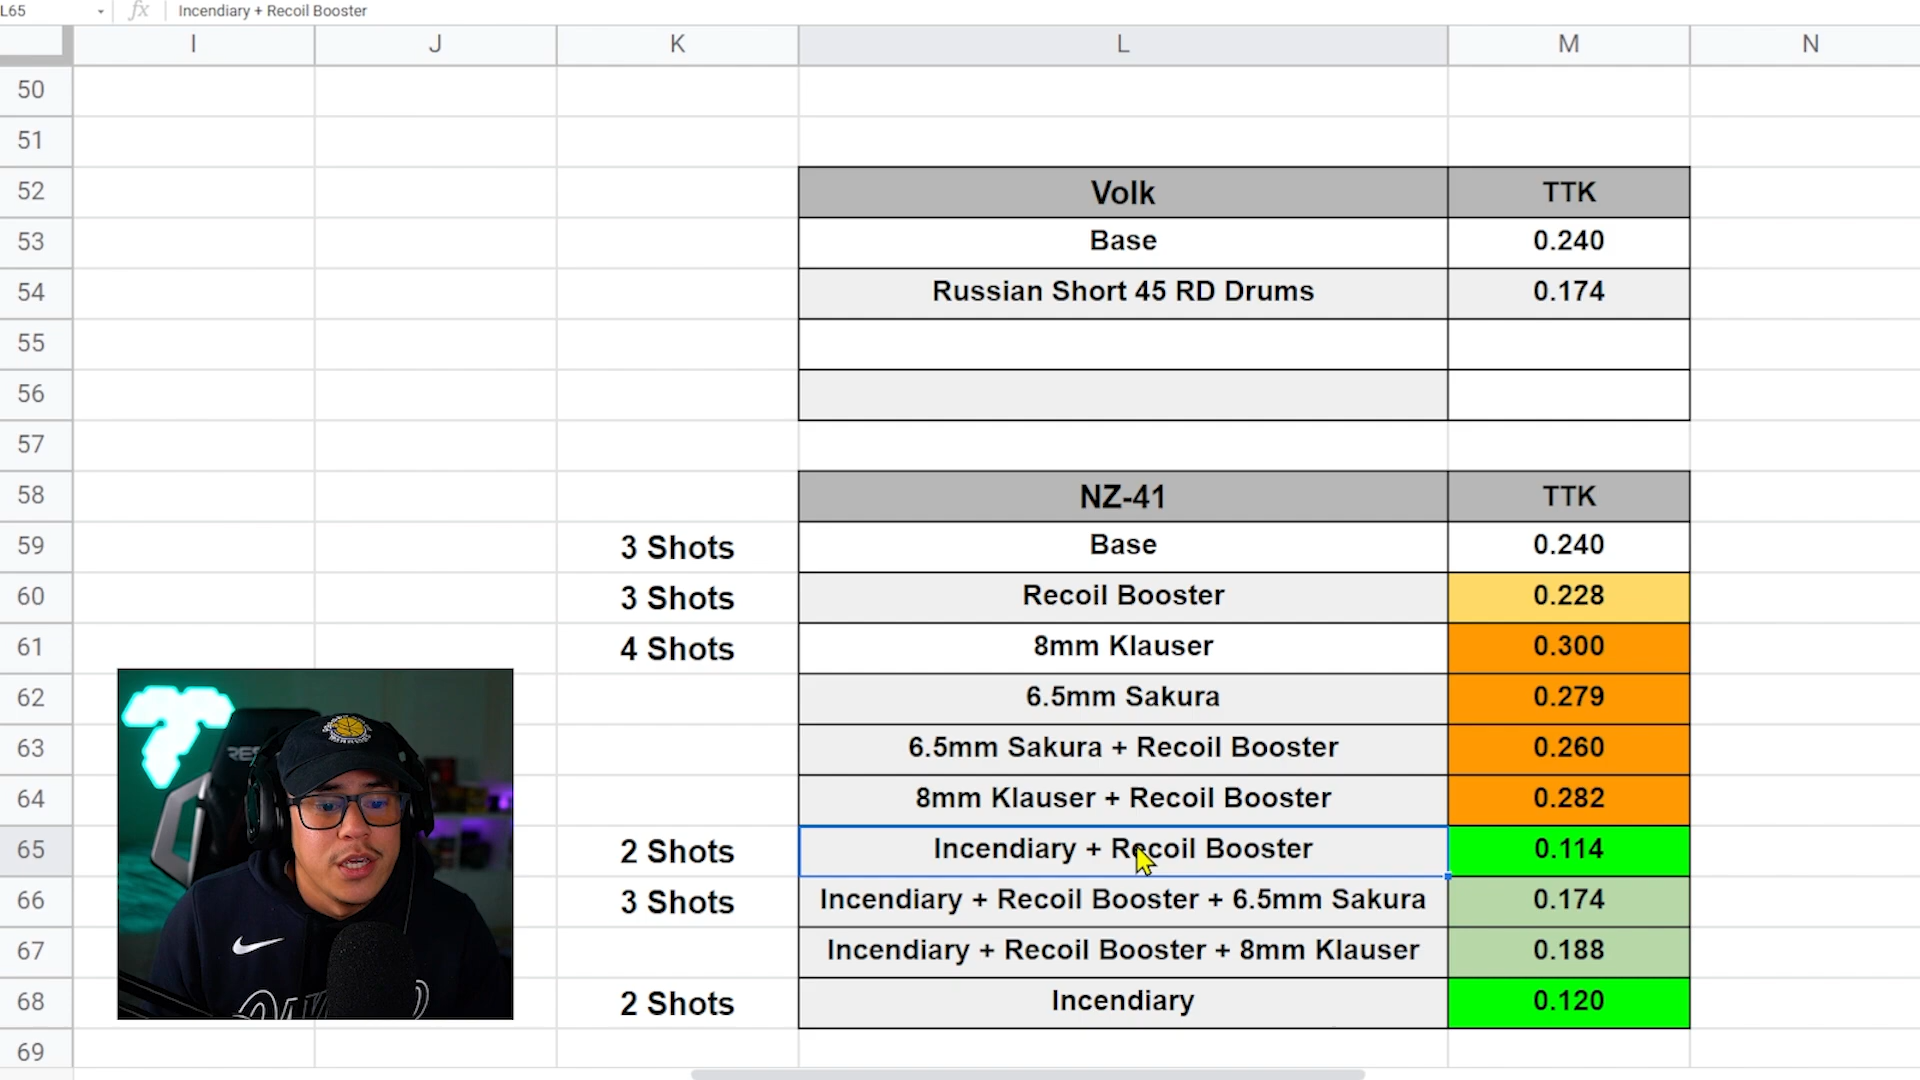 L65 fx Incendiary + Recoil Booster
I J K L M N
50
51
52 Volk TTK
53 Base 0.240
54 Russian Short 45 RD Drums 0.174
55
56
57
58 NZ-41 TTK
59 3 Shots Base 0.240
60 3 Shots Recoil Booster 0.228
61 4 Shots 8mm Klauser 0.300
62 6.5mm Sakura 0.279
63 6.5mm Sakura + Recoil Booster 0.260
64 8mm Klauser + Recoil Booster 0.282
65 2 Shots Incendiary + Recoil Booster 0.114
66 3 Shots Incendiary + Recoil Booster + 6.5mm Sakura 0.174
67 Incendiary + Recoil Booster + 8mm Klauser 0.188
68 2 Shots Incendiary 0.120
69